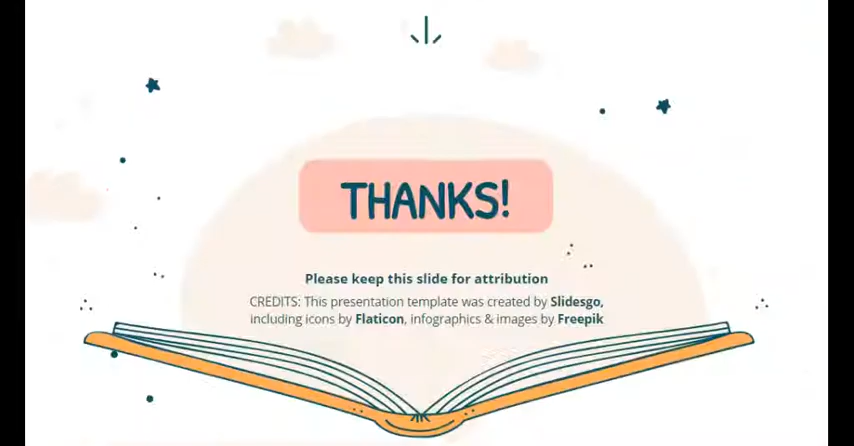 THANKS!
Please keep this slide for attribution
CREDITS: This presentation template was created by Slidesgo,
including icons by Flaticon, infographics & images by Freepik